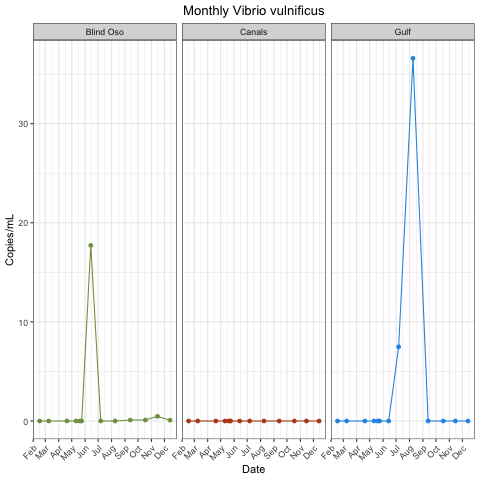 Monthly Vibrio vulnificus
Blind Oso Canals Gulf
30
20
10
0
Copies/mL
Feb Mar Apr May Jun Jul Aug Sep Oct Nov Dec Feb Mar Apr May Jun Jul Aug Sep Oct Nov Dec Feb Mar Apr May Jun Jul Aug Sep Oct Nov Dec
Date